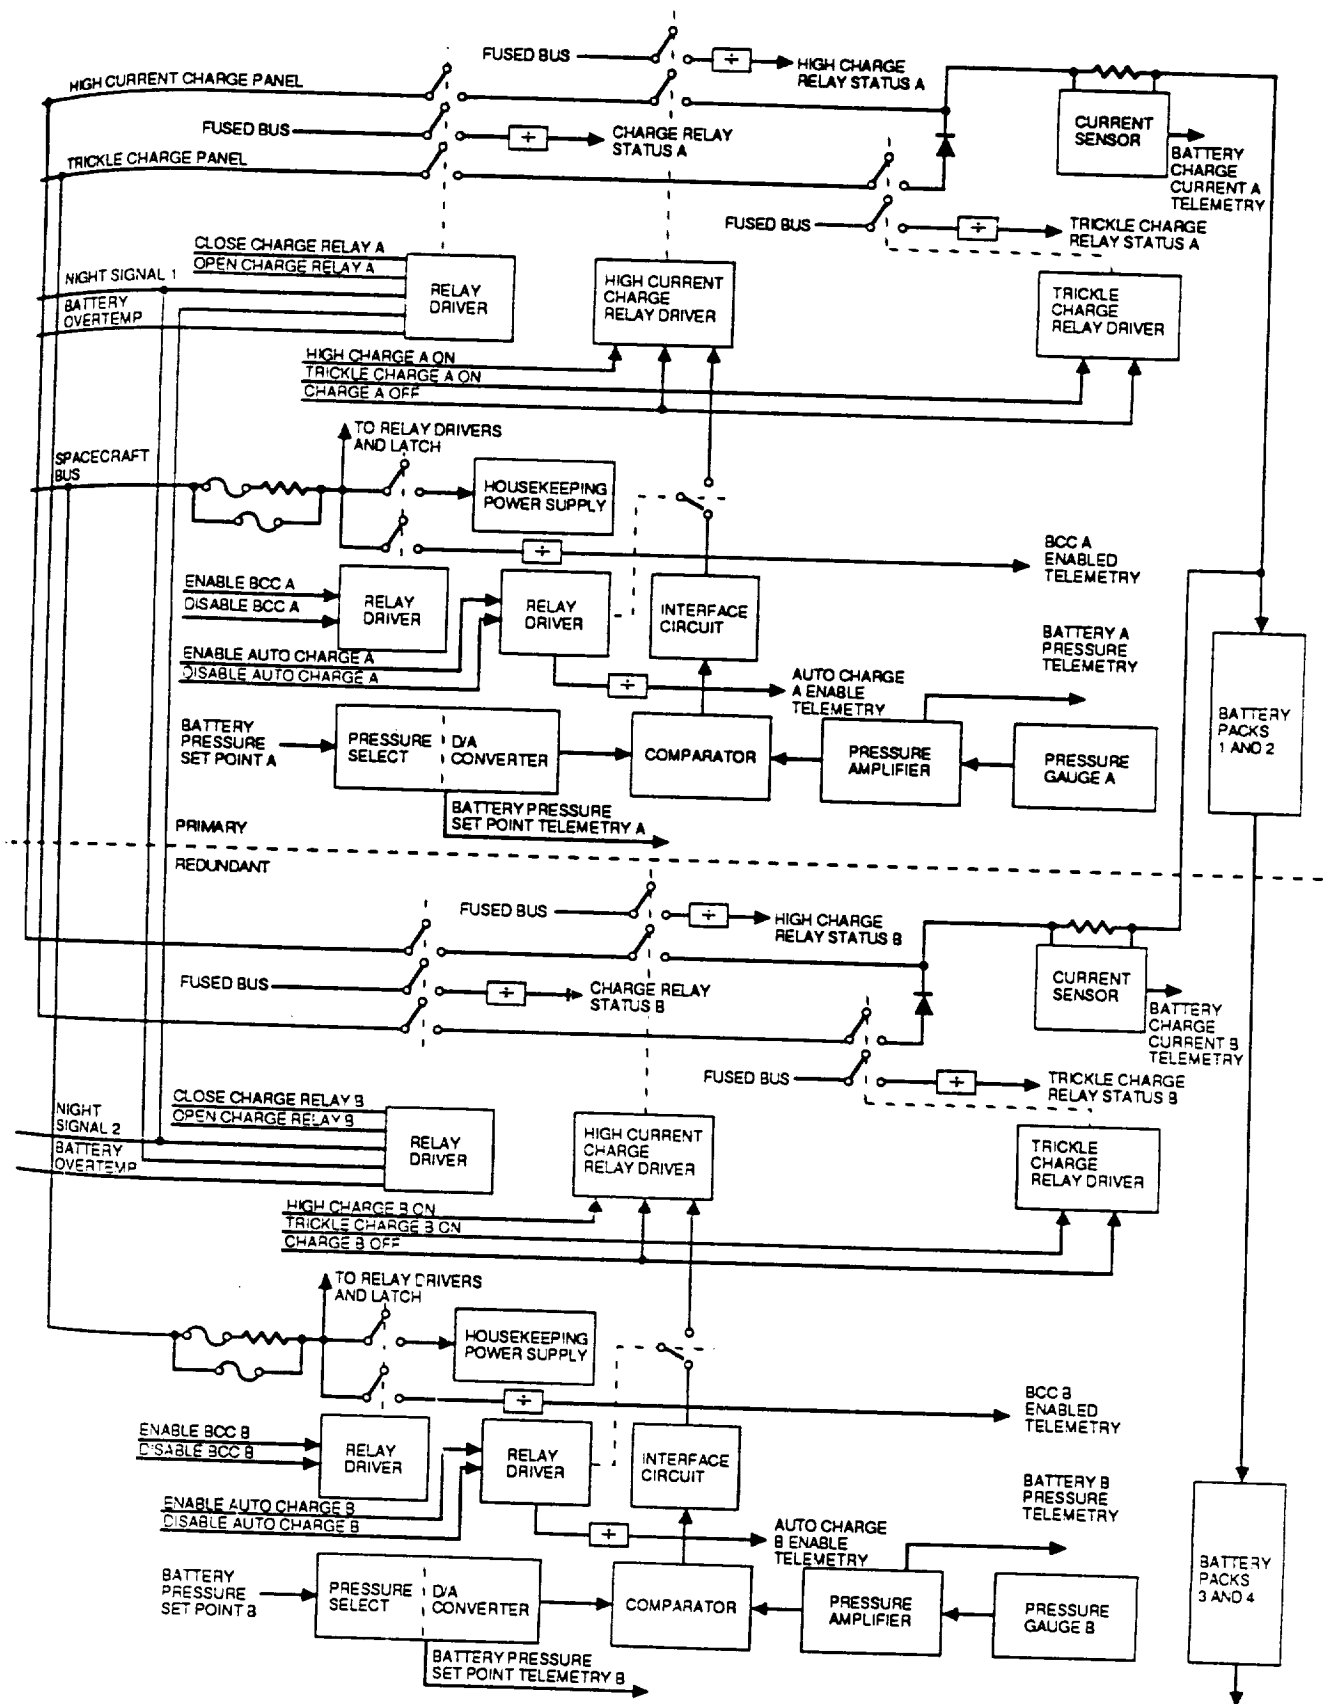 FUSED BUS
HIGH CHARGE
RELAY STATUS A
HIGH CURRENT CHARGE PANEL
FUSED BUS
CHARGE RELAY
STATUS A
TRICKLE CHARGE PANEL
CURRENT
SENSOR
BATTERY
CHARGE
CURRENT A
TELEMETRY
FUSED BUS
TRICKLE CHARGE
RELAY STATUS A
CLOSE CHARGE RELAY A
OPEN CHARGE RELAY A
NIGHT SIGNAL 1
BATTERY
OVERTEMP
RELAY
DRIVER
HIGH CURRENT
CHARGE
RELAY DRIVER
TRICKLE
CHARGE
RELAY DRIVER
HIGH CHARGE A ON
TRICKLE CHARGE A ON
CHARGE A OFF
TO RELAY DRIVERS
AND LATCH
SPACECRAFT
BUS
HOUSEKEEPING
POWER SUPPLY
BCC A
ENABLED
TELEMETRY
ENABLE BCC A
DISABLE BCC A
RELAY
DRIVER
RELAY
DRIVER
INTERFACE
CIRCUIT
ENABLE AUTO CHARGE A
DISABLE AUTO CHARGE A
BATTERY A
PRESSURE
TELEMETRY
AUTO CHARGE
A ENABLE
TELEMETRY
BATTERY
PACKS
1 AND 2
BATTERY
PRESSURE
SET POINT A
PRESSURE
SELECT
D/A
CONVERTER
COMPARATOR
PRESSURE
AMPLIFIER
PRESSURE
GAUGE A
BATTERY PRESSURE
SET POINT TELEMETRY A
PRIMARY
REDUNDANT
FUSED BUS
HIGH CHARGE
RELAY STATUS B
FUSED BUS
CHARGE RELAY
STATUS B
CURRENT
SENSOR
BATTERY
CHARGE
CURRENT B
TELEMETRY
FUSED BUS
TRICKLE CHARGE
RELAY STATUS B
CLOSE CHARGE RELAY B
OPEN CHARGE RELAY B
NIGHT
SIGNAL 2
BATTERY
OVERTEMP
RELAY
DRIVER
HIGH CURRENT
CHARGE
RELAY DRIVER
TRICKLE
CHARGE
RELAY DRIVER
HIGH CHARGE B ON
TRICKLE CHARGE B ON
CHARGE B OFF
TO RELAY DRIVERS
AND LATCH
HOUSEKEEPING
POWER SUPPLY
BCC B
ENABLED
TELEMETRY
ENABLE BCC B
DISABLE BCC B
RELAY
DRIVER
RELAY
DRIVER
INTERFACE
CIRCUIT
ENABLE AUTO CHARGE B
DISABLE AUTO CHARGE B
BATTERY B
PRESSURE
TELEMETRY
AUTO CHARGE
B ENABLE
TELEMETRY
BATTERY
PACKS
3 AND 4
BATTERY
PRESSURE
SET POINT B
PRESSURE
SELECT
D/A
CONVERTER
COMPARATOR
PRESSURE
AMPLIFIER
PRESSURE
GAUGE B
BATTERY PRESSURE
SET POINT TELEMETRY B